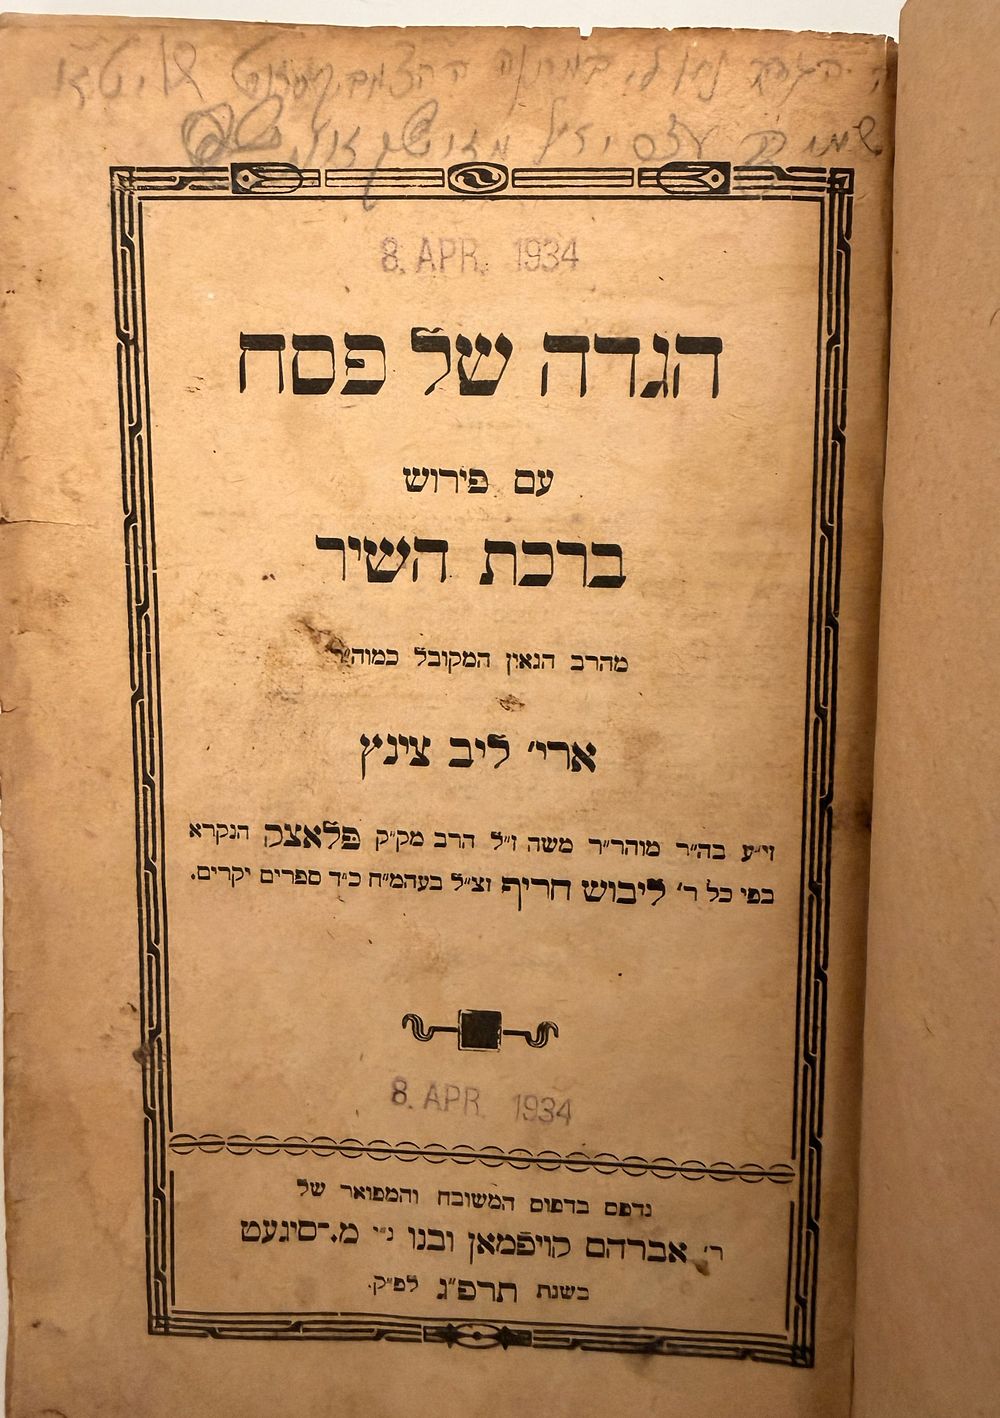 8. APR. 1934
הגדה של פסח
עם פירוש
ברכת השיר
מהרב הגאון המקובל כמוה״ר
ארי׳ ליב צינץ
זי״ע בה״ר מוהר״ר משה ז״ל הרב מק״ק פלאצק הנקרא
בפי כל ר׳ ליבוש חריף זצ״ל בעהמ״ח כ״ד ספרים יקרים.
8. APR. 1934
נדפס בדפוס המשובח והמפואר של
ר׳ אברהם קויפמאן ובנו נ״י מ.־סיגעט
בשנת תרפ״ג לפ״ק.